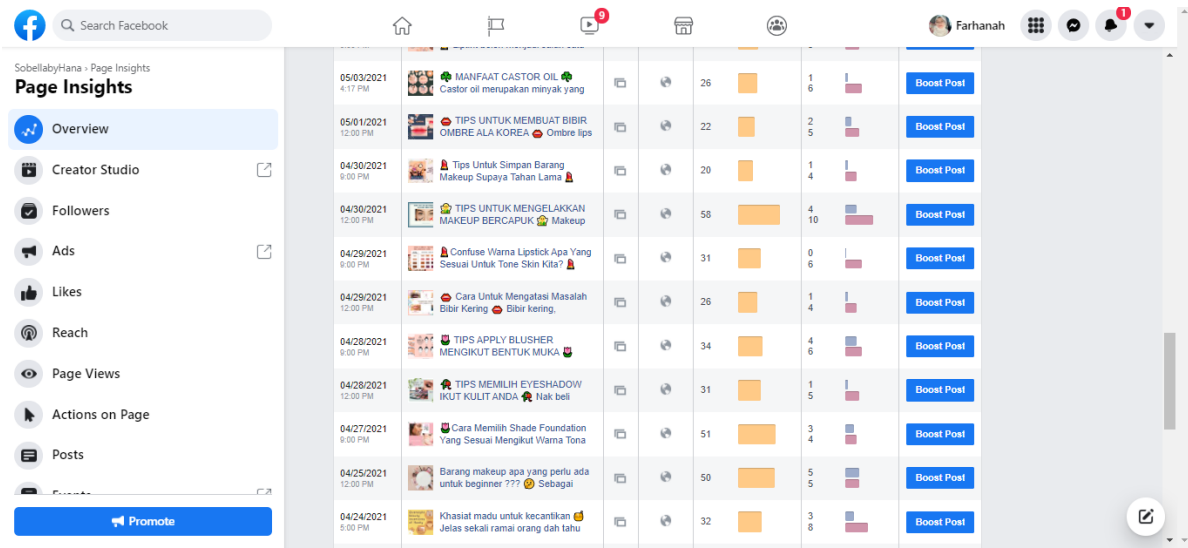 Search Facebook
9
Farhanah
1
SobellabyHana › Page Insights
Page Insights
Overview
Creator Studio
Followers
Ads
Likes
Reach
Page Views
Actions on Page
Posts
Events
Promote
05/03/2021
4:17 PM
🍀 MANFAAT CASTOR OIL 🍀
Castor oil merupakan minyak yang
26
1
6
Boost Post
05/01/2021
12:00 PM
👄 TIPS UNTUK MEMBUAT BIBIR
OMBRE ALA KOREA 👄 Ombre lips
22
2
5
Boost Post
04/30/2021
9:00 PM
💄 Tips Untuk Simpan Barang
Makeup Supaya Tahan Lama 💄
20
1
4
Boost Post
04/30/2021
12:00 PM
TIPS UNTUK MENGELAKKAN
MAKEUP BERCAPUK Makeup
58
4
10
Boost Post
04/29/2021
9:00 PM
💄 Confuse Warna Lipstick Apa Yang
Sesuai Untuk Tone Skin Kita? 💄
31
0
6
Boost Post
04/29/2021
12:00 PM
👄 Cara Untuk Mengatasi Masalah
Bibir Kering 👄 Bibir kering,
26
1
4
Boost Post
04/28/2021
9:00 PM
🌷 TIPS APPLY BLUSHER
MENGIKUT BENTUK MUKA 🌷
34
4
6
Boost Post
04/28/2021
12:00 PM
🌹 TIPS MEMILIH EYESHADOW
IKUT KULIT ANDA 🌹 Nak beli
31
1
5
Boost Post
04/27/2021
9:00 PM
🌷Cara Memilih Shade Foundation
Yang Sesuai Mengikut Warna Tona
51
3
4
Boost Post
04/25/2021
12:00 PM
Barang makeup apa yang perlu ada
untuk beginner ??? 🤔 Sebagai
50
5
5
Boost Post
04/24/2021
5:00 PM
Khasiat madu untuk kecantikan 🍯
Jelas sekali ramai orang dah tahu
32
3
8
Boost Post